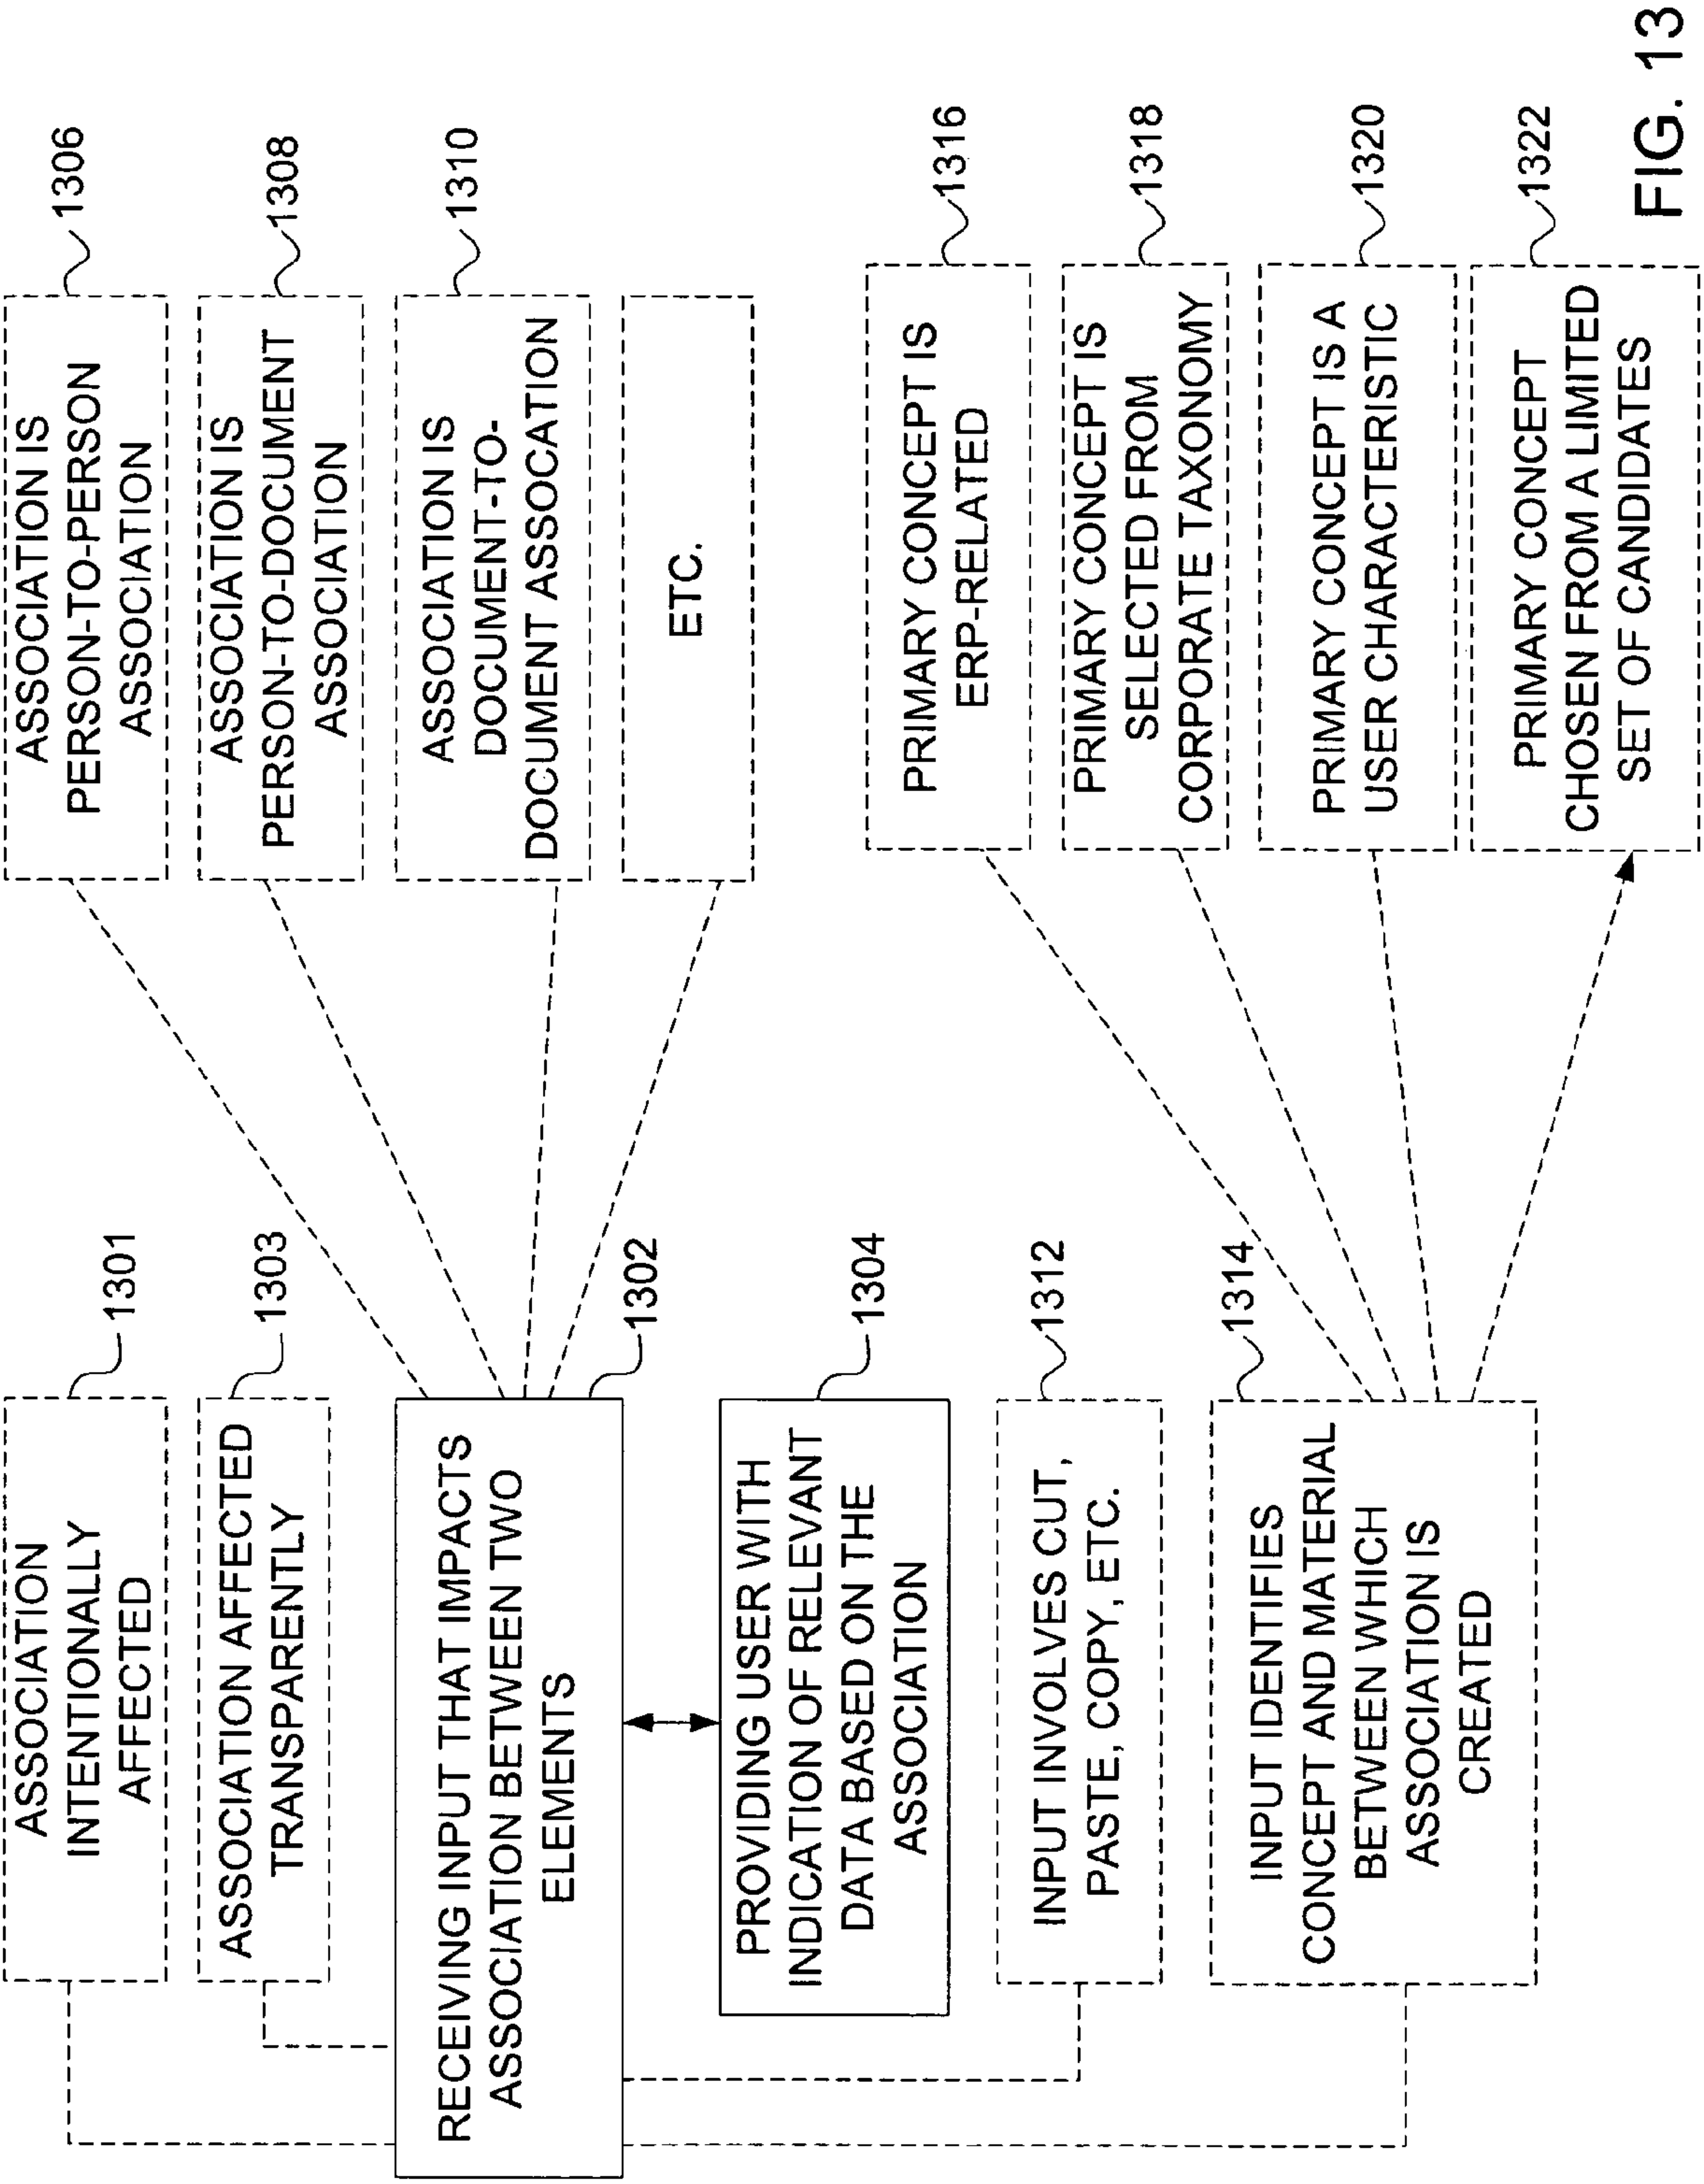 ASSOCIATION
INTENTIONALLY
AFFECTED
1301
ASSOCIATION AFFECTED
TRANSPARENTLY
1303
RECEIVING INPUT THAT IMPACTS
ASSOCIATION BETWEEN TWO
ELEMENTS
1302
PROVIDING USER WITH
INDICATION OF RELEVANT
DATA BASED ON THE
ASSOCIATION
1304
INPUT INVOLVES CUT,
PASTE, COPY, ETC.
1312
INPUT IDENTIFIES
CONCEPT AND MATERIAL
BETWEEN WHICH
ASSOCIATION IS
CREATED
1314
ASSOCIATION IS
PERSON-TO-PERSON
ASSOCIATION
1306
ASSOCIATION IS
PERSON-TO-DOCUMENT
ASSOCIATION
1308
ASSOCIATION IS
DOCUMENT-TO-
DOCUMENT ASSOCATION
1310
ETC.
PRIMARY CONCEPT IS
ERP-RELATED
1316
PRIMARY CONCEPT IS
SELECTED FROM
CORPORATE TAXONOMY
1318
PRIMARY CONCEPT IS A
USER CHARACTERISTIC
1320
PRIMARY CONCEPT
CHOSEN FROM A LIMITED
SET OF CANDIDATES
1322
FIG. 13